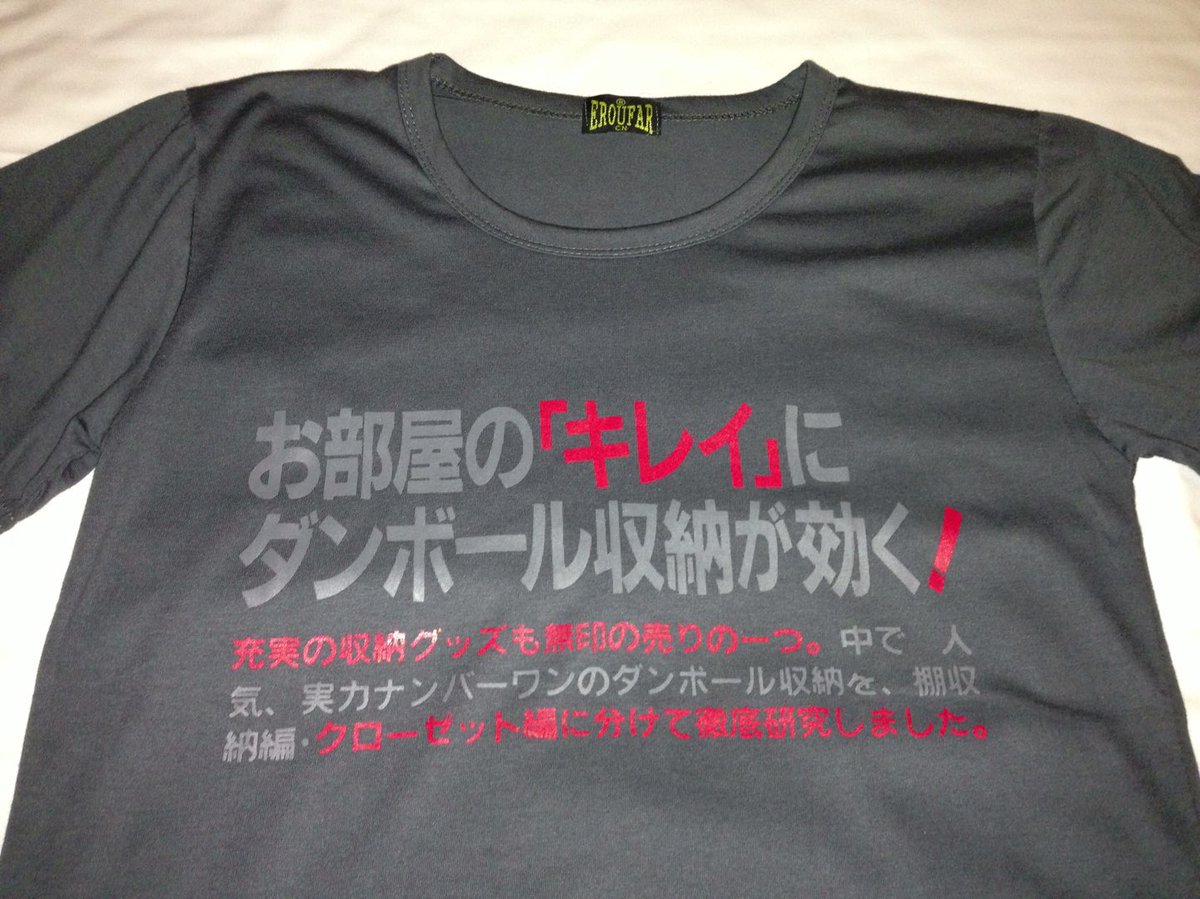 EROUFAR
®
CN
お部屋の「キレイ」に
ダンボール収納が効く!
充実の収納グッズも無印の売りの一つ。中で 人
気、実力ナンバーワンのダンボール収納を、棚収
納編・クローゼット編に分けて徹底研究しました。